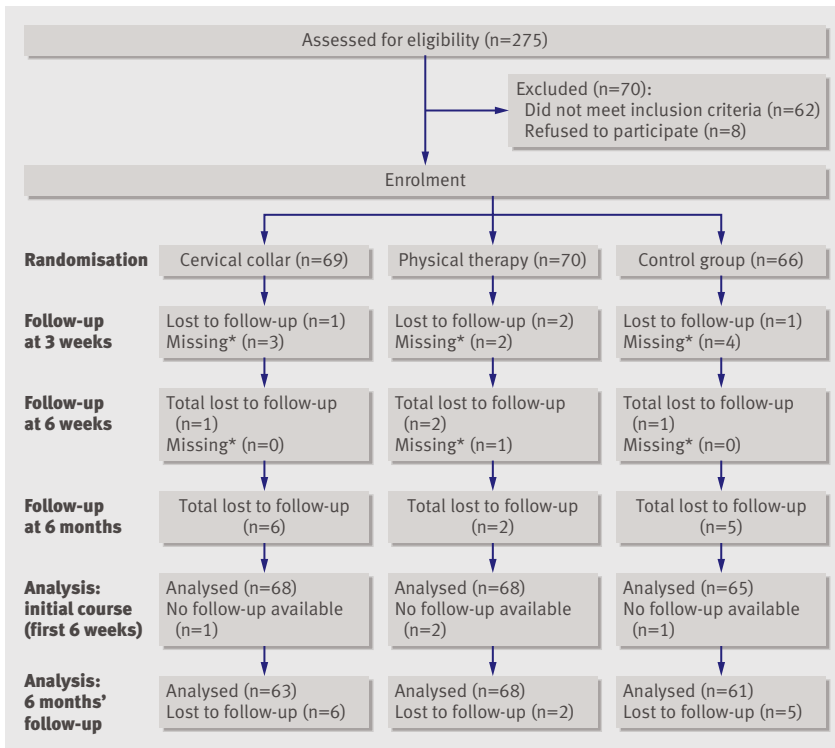 Assessed for eligibility (n=275)
Excluded (n=70):
Did not meet inclusion criteria (n=62)
Refused to participate (n=8)
Enrolment
Randomisation
Cervical collar (n=69)
Physical therapy (n=70)
Control group (n=66)
Follow-up
at 3 weeks
Lost to follow-up (n=1)
Missing* (n=3)
Lost to follow-up (n=2)
Missing* (n=2)
Lost to follow-up (n=1)
Missing* (n=4)
Follow-up
at 6 weeks
Total lost to follow-up
(n=1)
Missing* (n=0)
Total lost to follow-up
(n=2)
Missing* (n=1)
Total lost to follow-up
(n=1)
Missing* (n=0)
Follow-up
at 6 months
Total lost to follow-up
(n=6)
Total lost to follow-up
(n=2)
Total lost to follow-up
(n=5)
Analysis:
initial course
(first 6 weeks)
Analysed (n=68)
No follow-up available
(n=1)
Analysed (n=68)
No follow-up available
(n=2)
Analysed (n=65)
No follow-up available
(n=1)
Analysis:
6 months’
follow-up
Analysed (n=63)
Lost to follow-up (n=6)
Analysed (n=68)
Lost to follow-up (n=2)
Analysed (n=61)
Lost to follow-up (n=5)